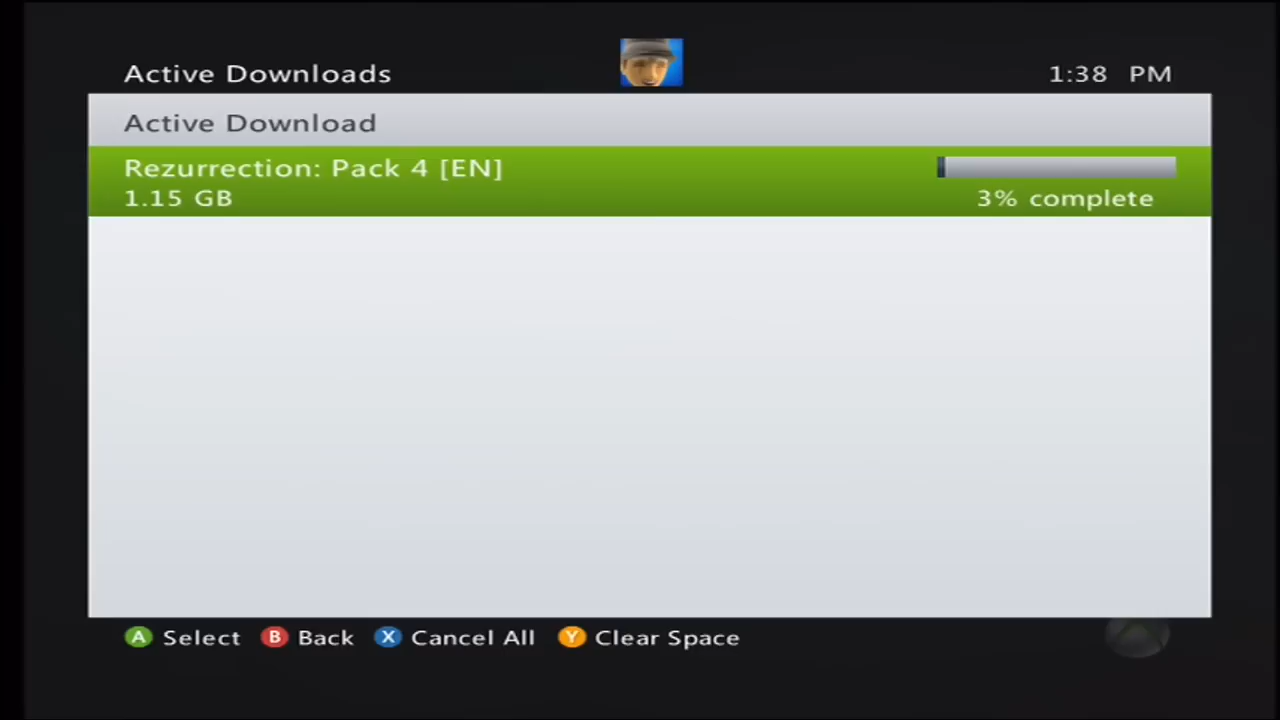 Active Downloads
1:38 PM
Active Download
Rezurrection: Pack 4 [EN]
1.15 GB
3% complete
A Select B Back X Cancel All Y Clear Space